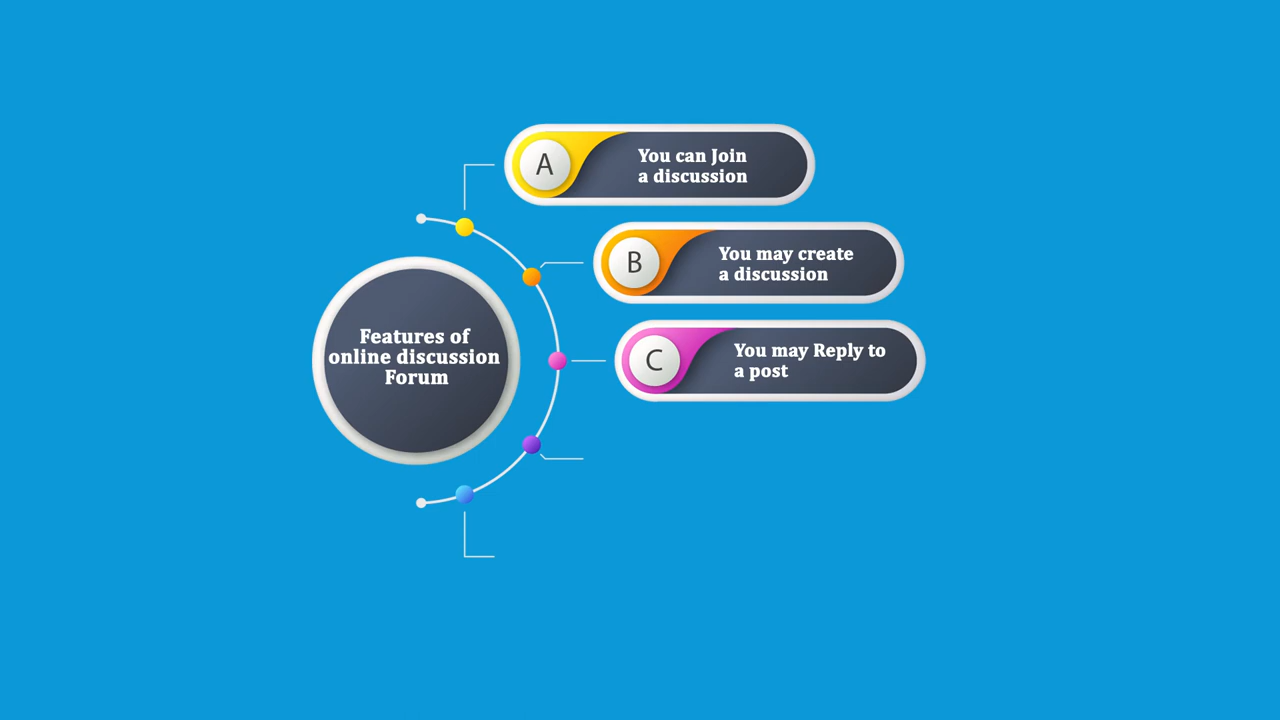 Features of
online discussion
Forum
A
You can Join
a discussion
B
You may create
a discussion
C
You may Reply to
a post